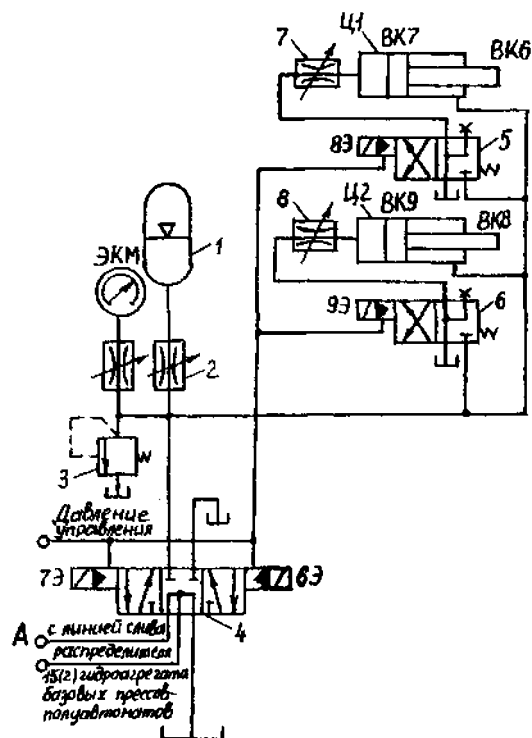 Ц1
ВК7
ВК6
7
8Э
5
Ц2
ВК9
ВК8
8
9Э
6
ЭКМ
1
2
3
Давление
управления
7Э
6Э
4
А
с линией слива
распределителя
15(2) гидроагрегата
базовых прессов-
полуавтоматов